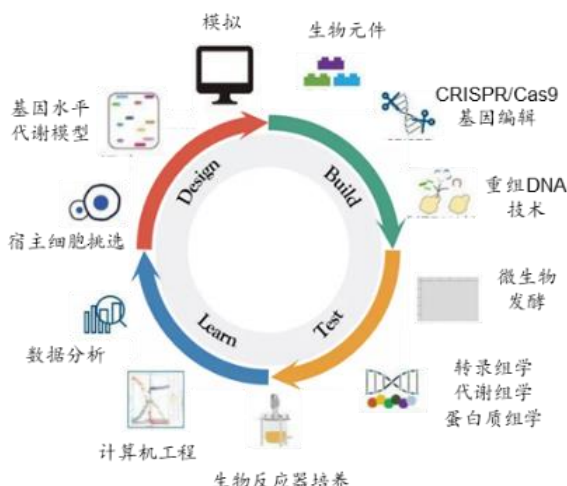 模拟
生物元件
CRISPR/Cas9
基因编辑
重组DNA
技术
微生物
发酵
转录组学
代谢组学
蛋白质组学
生物反应器培养
计算机工程
数据分析
宿主细胞挑选
基因水平
代谢模型
Design
Build
Test
Learn